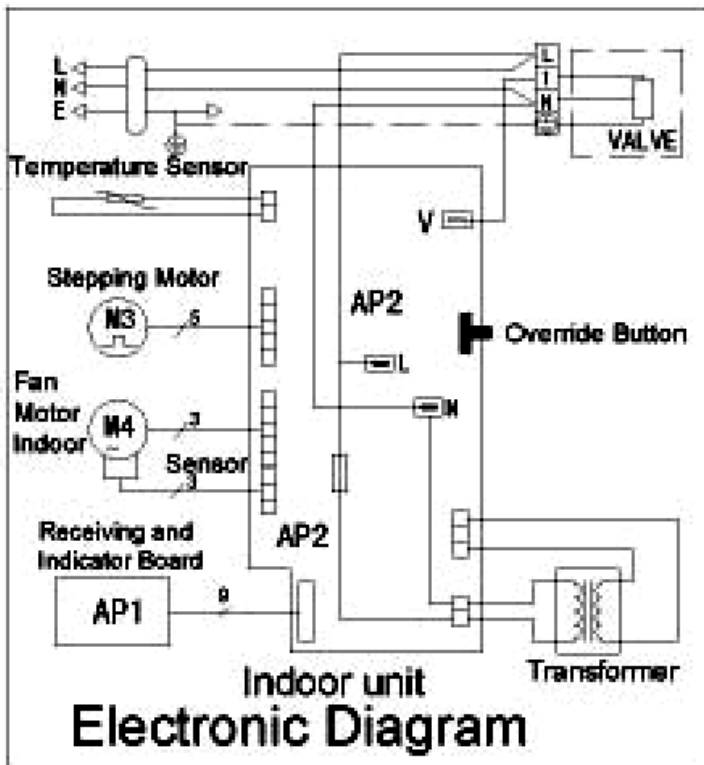 L
N
E
L
1
N
VALVE
Temperature Sensor
V
Stepping Motor
M3
5
AP2
Override Button
L
Fan
Motor
Indoor
M4
3
N
Sensor
3
AP2
Receiving and
Indicator Board
AP1
9
Transformer
Indoor unit
Electronic Diagram